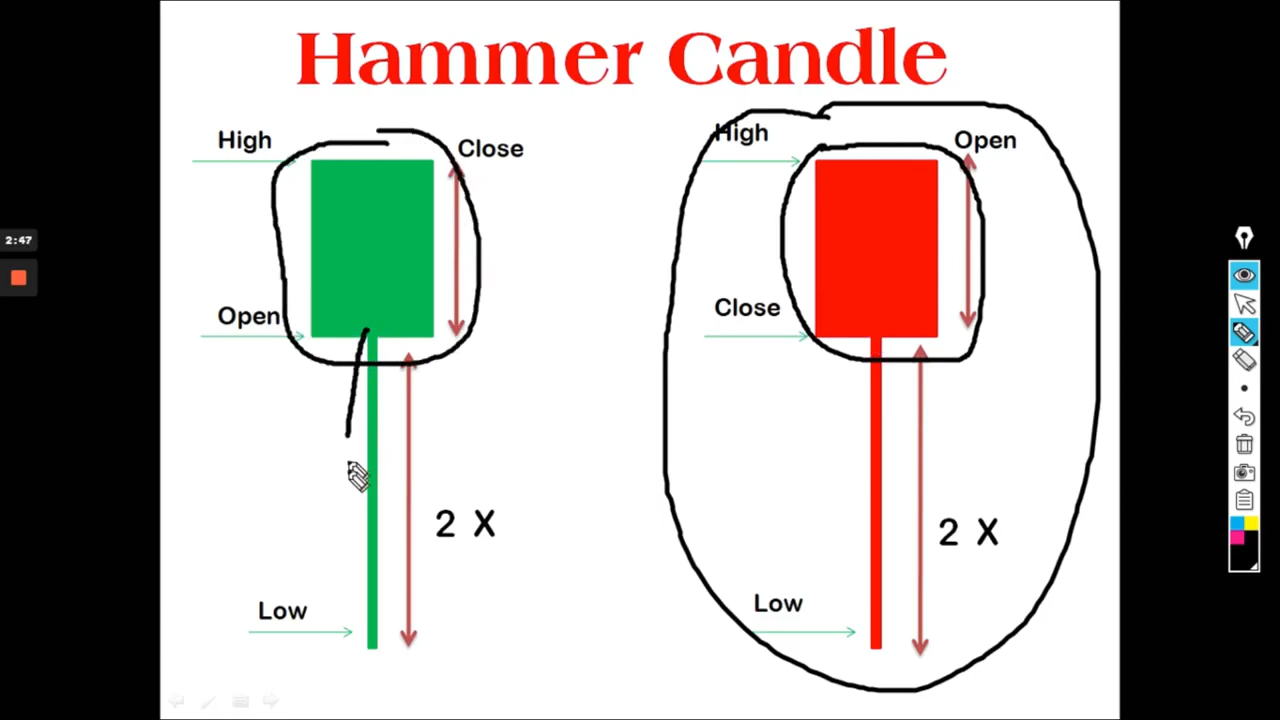 Hammer Candle
High
Close
High
Open
Open
Close
2 X
2 X
Low
Low
2:47